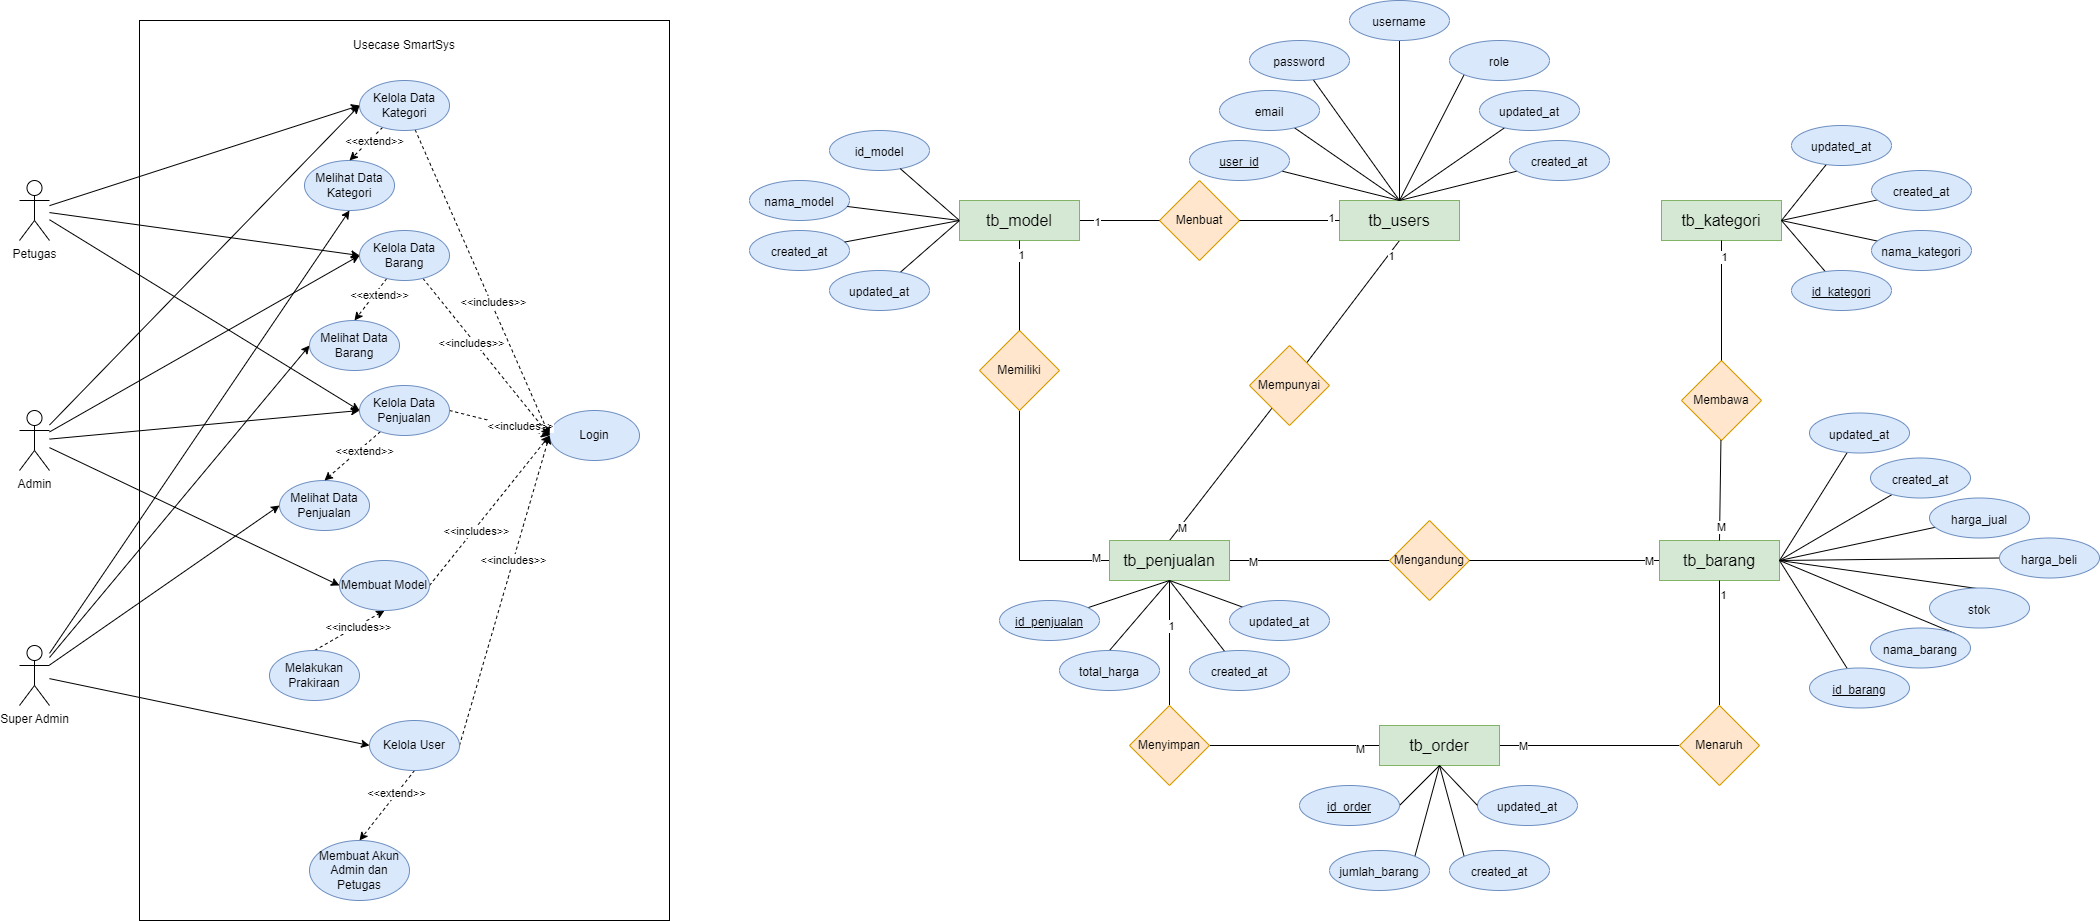 Usecase SmartSys
Kelola Data
Kategori
<<extend>>
Melihat Data
Kategori
Petugas
Kelola Data
Barang
<<extend>>
<<includes>>
Melihat Data
Barang
<<includes>>
Kelola Data
Penjualan
<<includes>>
Login
<<extend>>
Admin
Melihat Data
Penjualan
<<includes>>
<<includes>>
Membuat Model
<<includes>>
Melakukan
Prakiraan
Super Admin
Kelola User
<<extend>>
Membuat Akun
Admin dan
Petugas
username
password
role
email
updated_at
user_id
created_at
id_model
nama_model
created_at
updated_at
tb_model
1
Menbuat
1
tb_users
1
1
Memiliki
Mempunyai
M
M
updated_at
created_at
nama_kategori
id_kategori
tb_kategori
1
Membawa
M
updated_at
created_at
harga_jual
harga_beli
stok
nama_barang
id_barang
tb_penjualan
M
Mengandung
M
tb_barang
1
id_penjualan
total_harga
1
created_at
updated_at
Menyimpan
M
tb_order
M
Menaruh
id_order
jumlah_barang
created_at
updated_at